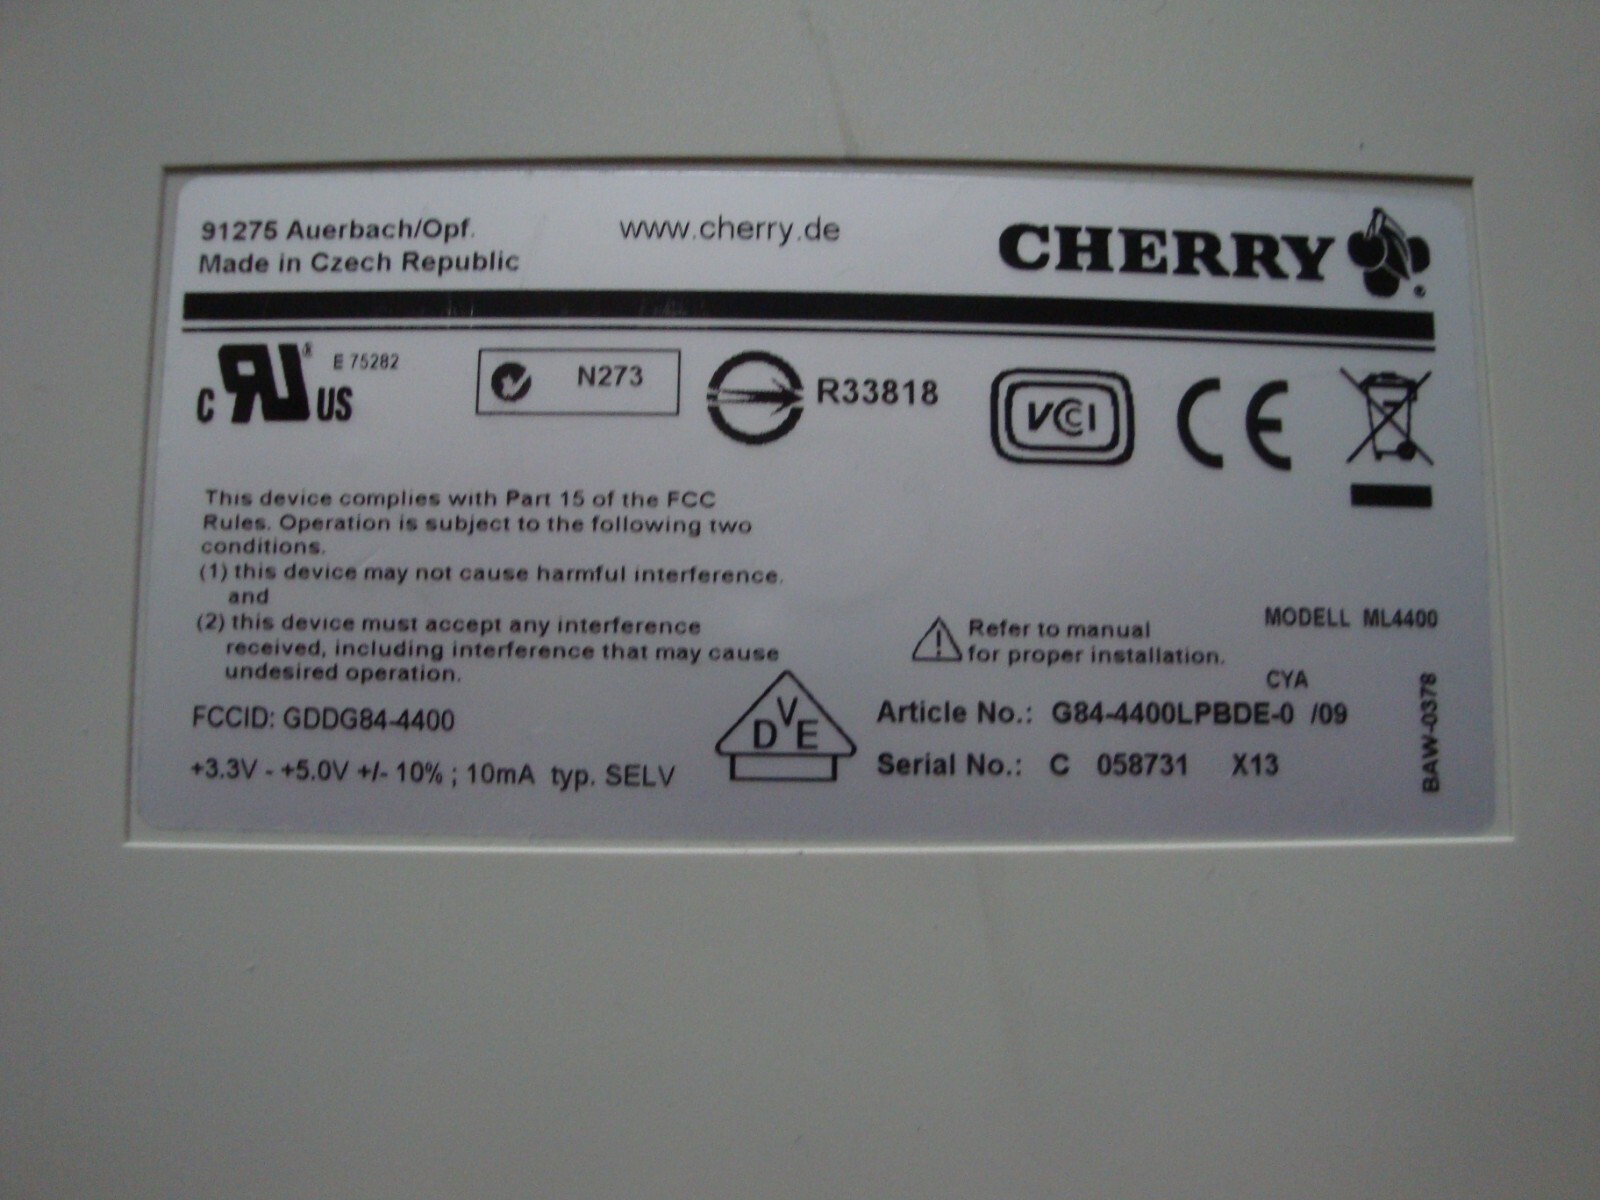 91275 Auerbach/Opf.
Made in Czech Republic
www.cherry.de
CHERRY
®
c RU ® US
E 75282
N273
R33818
VCCI
CE
This device complies with Part 15 of the FCC
Rules. Operation is subject to the following two
conditions.
(1) this device may not cause harmful interference.
and
(2) this device must accept any interference
received, including interference that may cause
undesired operation.
FCCID: GDDG84-4400
+3.3V - +5.0V +/- 10% ; 10mA typ. SELV
DVE
Refer to manual
for proper installation.
MODELL ML4400
CYA
Article No.: G84-4400LPBDE-0 /09
Serial No.: C 058731 X13
BAW-0378